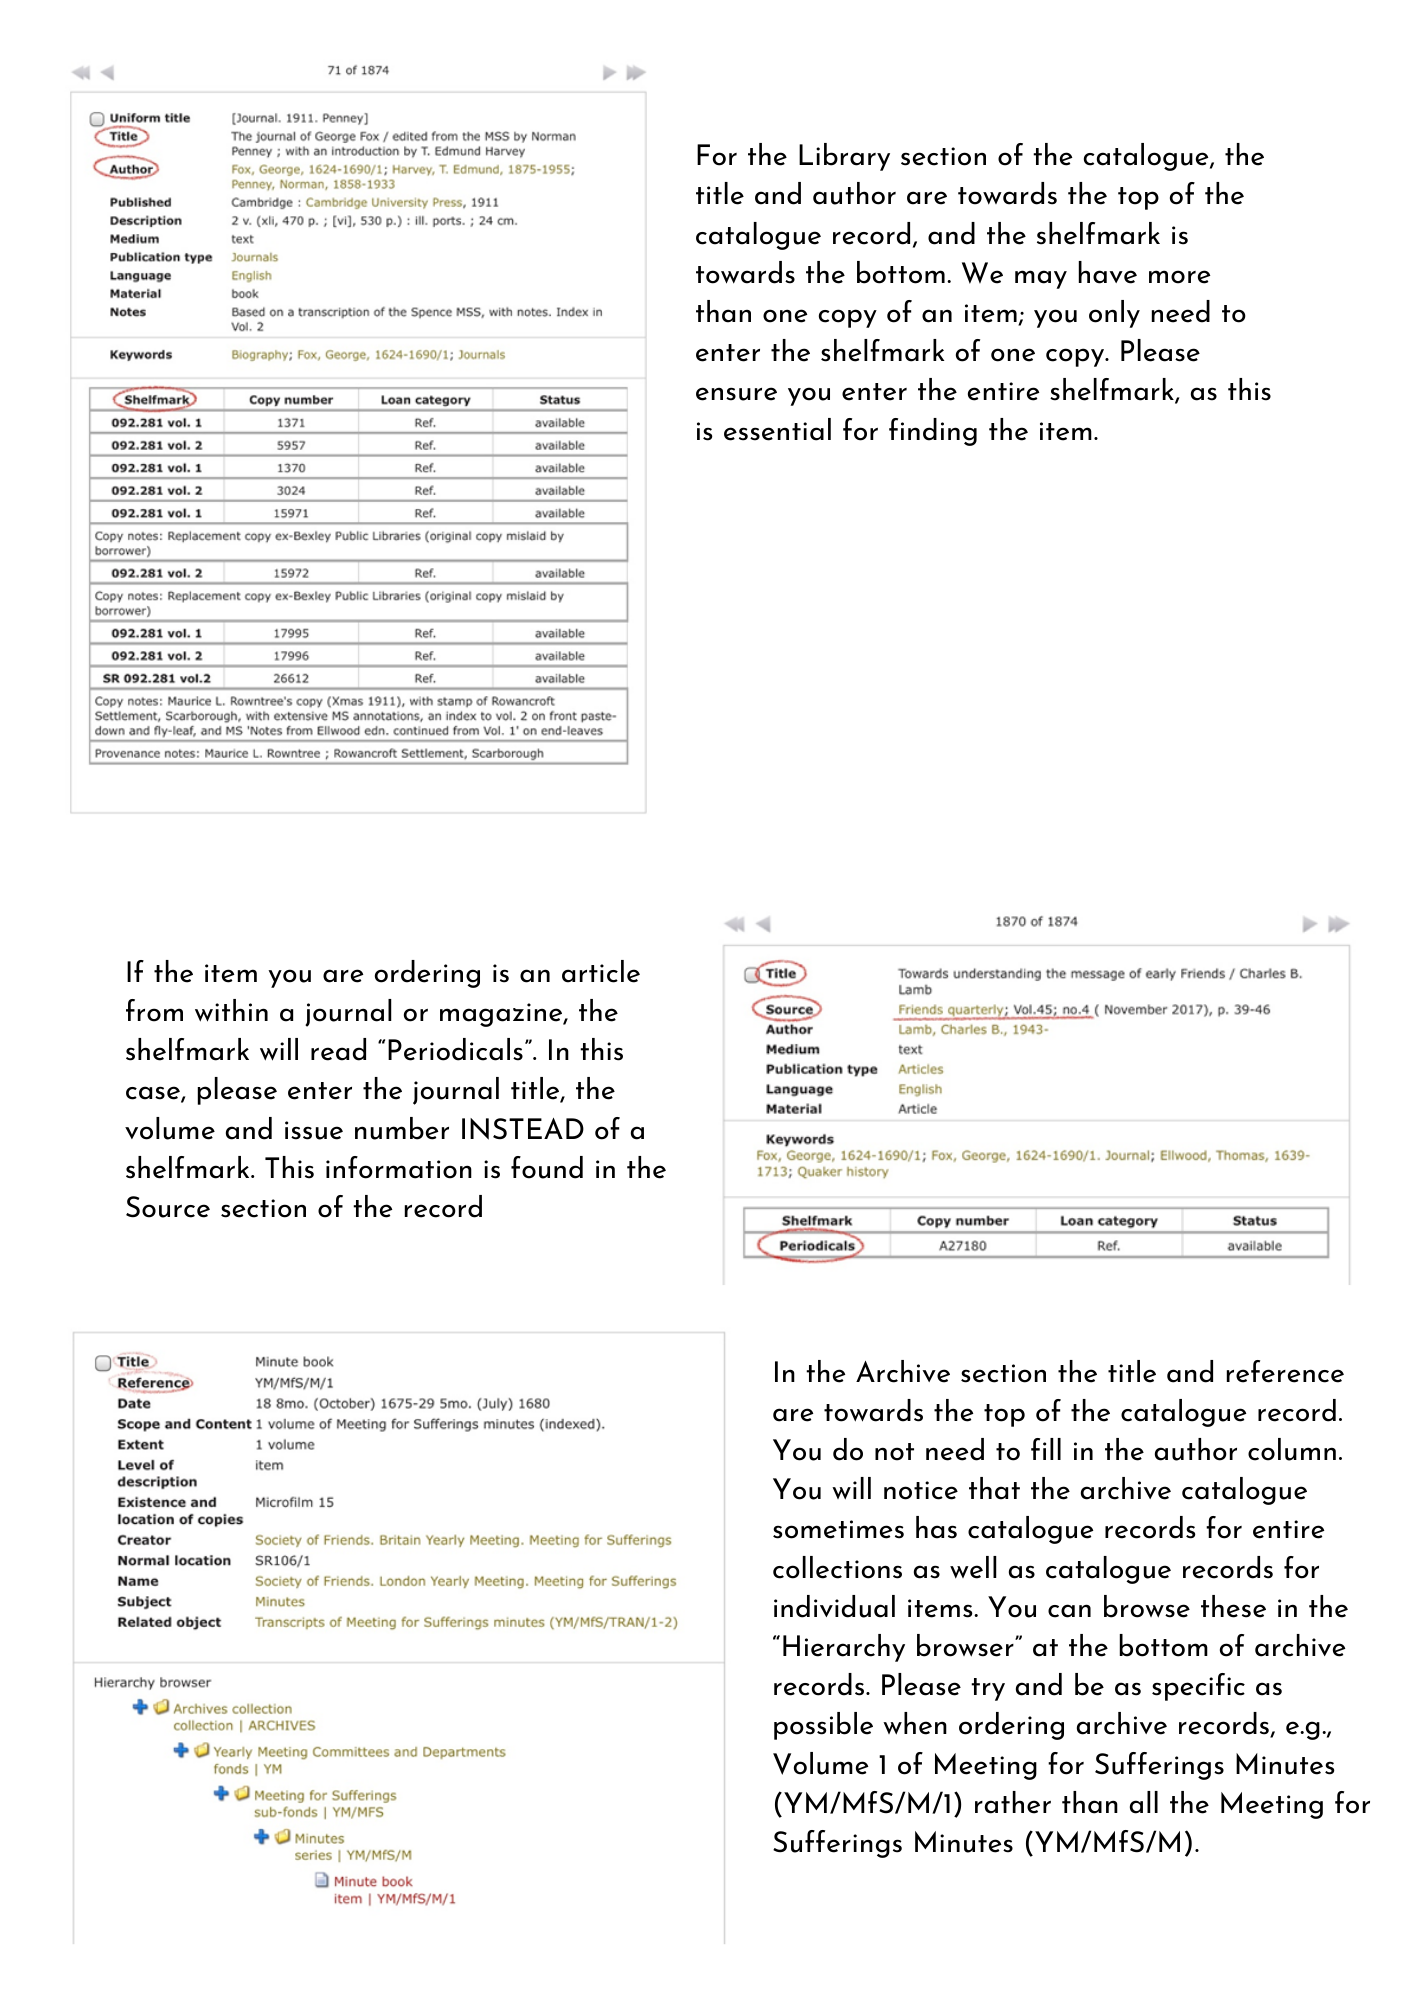 71 of 1874
Uniform title [Journal. 1911. Penney]
Title The journal of George Fox / edited from the MSS by Norman
Penney ; with an introduction by T. Edmund Harvey
Author Fox, George, 1624-1690/1; Harvey, T. Edmund, 1875-1955;
Penney, Norman, 1858-1933
Published Cambridge : Cambridge University Press, 1911
Description 2 v. (xli, 470 p. ; [vi], 530 p.) : ill. ports. ; 24 cm.
Medium text
Publication type Journals
Language English
Material book
Notes Based on a transcription of the Spence MSS, with notes. Index in
Vol. 2
Keywords Biography; Fox, George, 1624-1690/1; Journals
Shelfmark Copy number Loan category Status
092.281 vol. 1 1371 Ref. available
092.281 vol. 2 5957 Ref. available
092.281 vol. 1 1370 Ref. available
092.281 vol. 2 3024 Ref. available
092.281 vol. 1 15971 Ref. available
Copy notes: Replacement copy ex-Bexley Public Libraries (original copy mislaid by
borrower)
092.281 vol. 2 15972 Ref. available
Copy notes: Replacement copy ex-Bexley Public Libraries (original copy mislaid by
borrower)
092.281 vol. 1 17995 Ref. available
092.281 vol. 2 17996 Ref. available
SR 092.281 vol.2 26612 Ref. available
Copy notes: Maurice L. Rowntree's copy (Xmas 1911), with stamp of Rowancroft
Settlement, Scarborough, with extensive MS annotations, an index to vol. 2 on front paste-
down and fly-leaf, and MS 'Notes from Ellwood edn. continued from Vol. 1' on end-leaves
Provenance notes: Maurice L. Rowntree ; Rowancroft Settlement, Scarborough
For the Library section of the catalogue, the
title and author are towards the top of the
catalogue record, and the shelfmark is
towards the bottom. We may have more
than one copy of an item; you only need to
enter the shelfmark of one copy. Please
ensure you enter the entire shelfmark, as this
is essential for finding the item.
If the item you are ordering is an article
from within a journal or magazine, the
shelfmark will read “Periodicals”. In this
case, please enter the journal title, the
volume and issue number INSTEAD of a
shelfmark. This information is found in the
Source section of the record
1870 of 1874
Title Towards understanding the message of early Friends / Charles B.
Lamb
Source Friends quarterly; Vol.45; no.4 ( November 2017), p. 39-46
Author Lamb, Charles B., 1943-
Medium text
Publication type Articles
Language English
Material Article
Keywords
Fox, George, 1624-1690/1; Fox, George, 1624-1690/1. Journal; Ellwood, Thomas, 1639-
1713; Quaker history
Shelfmark Copy number Loan category Status
Periodicals A27180 Ref. available
Title Minute book
Reference YM/MfS/M/1
Date 18 8mo. (October) 1675-29 5mo. (July) 1680
Scope and Content 1 volume of Meeting for Sufferings minutes (indexed).
Extent 1 volume
Level of item
description
Existence and Microfilm 15
location of copies
Creator Society of Friends. Britain Yearly Meeting. Meeting for Sufferings
Normal location SR106/1
Name Society of Friends. London Yearly Meeting. Meeting for Sufferings
Subject Minutes
Related object Transcripts of Meeting for Sufferings minutes (YM/MfS/TRAN/1-2)
Hierarchy browser
Archives collection
collection | ARCHIVES
Yearly Meeting Committees and Departments
fonds | YM
Meeting for Sufferings
sub-fonds | YM/MFS
Minutes
series | YM/MfS/M
Minute book
item | YM/MfS/M/1
In the Archive section the title and reference
are towards the top of the catalogue record.
You do not need to fill in the author column.
You will notice that the archive catalogue
sometimes has catalogue records for entire
collections as well as catalogue records for
individual items. You can browse these in the
“Hierarchy browser” at the bottom of archive
records. Please try and be as specific as
possible when ordering archive records, e.g.,
Volume 1 of Meeting for Sufferings Minutes
(YM/MfS/M/1) rather than all the Meeting for
Sufferings Minutes (YM/MfS/M).